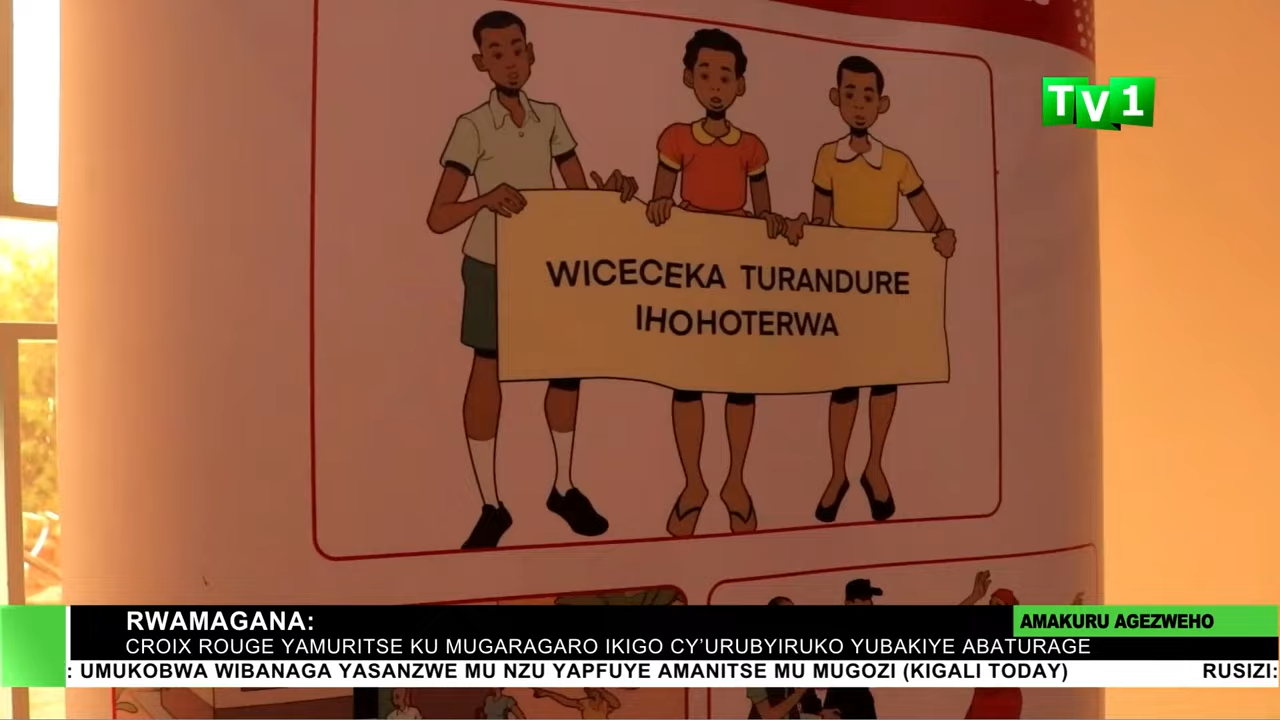 TV1
WICECEKA TURANDURE
IHOHOTERWA
RWAMAGANA:
AMAKURU AGEZWEHO
CROIX ROUGE YAMURITSE KU MUGARAGARO IKIGO CY'URUBYIRUKO YUBAKIYE ABATURAGE
: UMUKOBWA WIBANAGA YASANZWE MU NZU YAPFUYE AMANITSE MU MUGOZI (KIGALI TODAY)
RUSIZI: